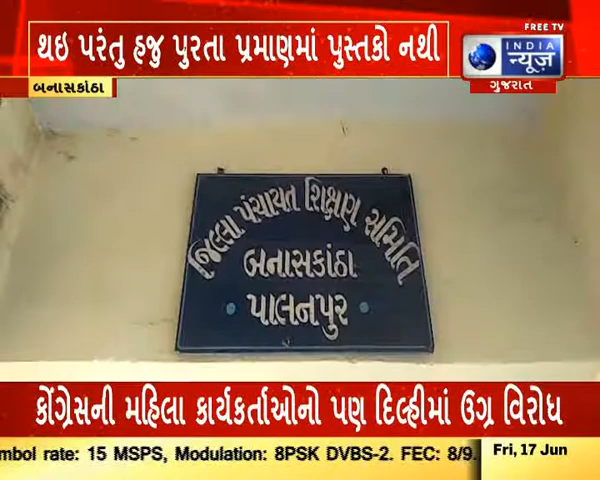 FREE TV
થઇ પરંતુ હજુ પુરતા પ્રમાણમાં પુસ્તકો નથી
INDIA
न्यूज़
ગુજરાત
બનાસકાંઠા
જિલ્લા પંચાયત શિક્ષણ સમિતિ
બનાસકાંઠા
પાલનપુર
કોંગ્રેસની મહિલા કાર્યકર્તાઓનો પણ દિલ્હીમાં ઉગ્ર વિરોધ
mbol rate: 15 MSPS, Modulation: 8PSK DVBS-2. FEC: 8/9.
Fri, 17 Jun